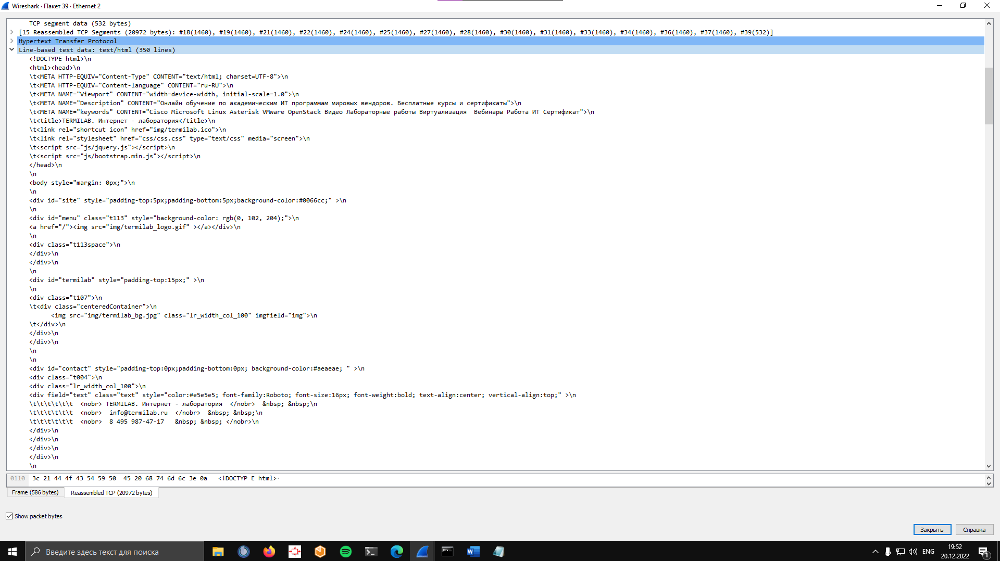 Wireshark · Пакет 39 · Ethernet 2
TCP segment data (532 bytes)
[15 Reassembled TCP Segments (20972 bytes): #18(1460), #19(1460), #21(1460), #22(1460), #24(1460), #25(1460), #27(1460), #28(1460), #30(1460), #31(1460), #33(1460), #34(1460), #36(1460), #37(1460), #39(532)]
Hypertext Transfer Protocol
Line-based text data: text/html (350 lines)
<!DOCTYPE html>\n
<html><head>\n
\t<META HTTP-EQUIV="Content-Type" CONTENT="text/html; charset=UTF-8">\n
\t<META HTTP-EQUIV="Content-language" CONTENT="ru-RU">\n
\t<META NAME="Viewport" CONTENT="width=device-width, initial-scale=1.0">\n
\t<META NAME="Description" CONTENT="Онлайн обучение по академическим ИТ программам мировых вендоров. Бесплатные курсы и сертификаты">\n
\t<META NAME="keywords" CONTENT="Cisco Microsoft Linux Asterisk VMware OpenStack Видео Лабораторные работы Виртуализация  Вебинары Работа ИТ Сертификат">\n
\t<title>TERMILAB. Интернет - лаборатория</title>\n
\t<link rel="shortcut icon" href="img/termilab.ico">\n
\t<link rel="stylesheet" href="css/css.css" type="text/css" media="screen">\n
\t<script src="js/jquery.js"></script>\n
\t<script src="js/bootstrap.min.js"></script>\n
</head>\n
\n
<body style="margin: 0px;">\n
\n
<div id="site" style="padding-top:5px;padding-bottom:5px;background-color:#0066cc;" >\n
\n
<div id="menu" class="t113" style="background-color: rgb(0, 102, 204);">\n
<a href="/"><img src="img/termilab_logo.gif" ></a></div>\n
\n
<div class="t113space">\n
</div>\n
</div>\n
\n
<div id="termilab" style="padding-top:15px;" >\n
\n
<div class="t107">\n
\t<div class="centeredContainer">\n
<img src="img/termilab_bg.jpg" class="lr_width_col_100" imgfield="img">\n
\t</div>\n
</div>\n
</div>\n
\n
\n
<div id="contact" style="padding-top:0px;padding-bottom:0px; background-color:#aeaeae; " >\n
<div class="t004">\n
<div class="lr_width_col_100">\n
<div field="text" class="text" style="color:#e5e5e5; font-family:Roboto; font-size:16px; font-weight:bold; text-align:center; vertical-align:top;" >\n
\t\t\t\t\t\t  <nobr> TERMILAB. Интернет - лаборатория  </nobr>  &nbsp; &nbsp;\n
\t\t\t\t\t\t  <nobr>  info@termilab.ru  </nobr>  &nbsp; &nbsp;\n
\t\t\t\t\t\t  <nobr>  8 495 987-47-17   &nbsp; &nbsp; </nobr>\n
</div>\n
</div>\n
</div>\n
</div>\n
\n
0110  3c 21 44 4f 43 54 59 50  45 20 68 74 6d 6c 3e 0a   <!DOCTYP E html>·
Frame (586 bytes)  Reassembled TCP (20972 bytes)
Show packet bytes
Закрыть  Справка
Введите здесь текст для поиска
ENG
19:52
20.12.2022
1